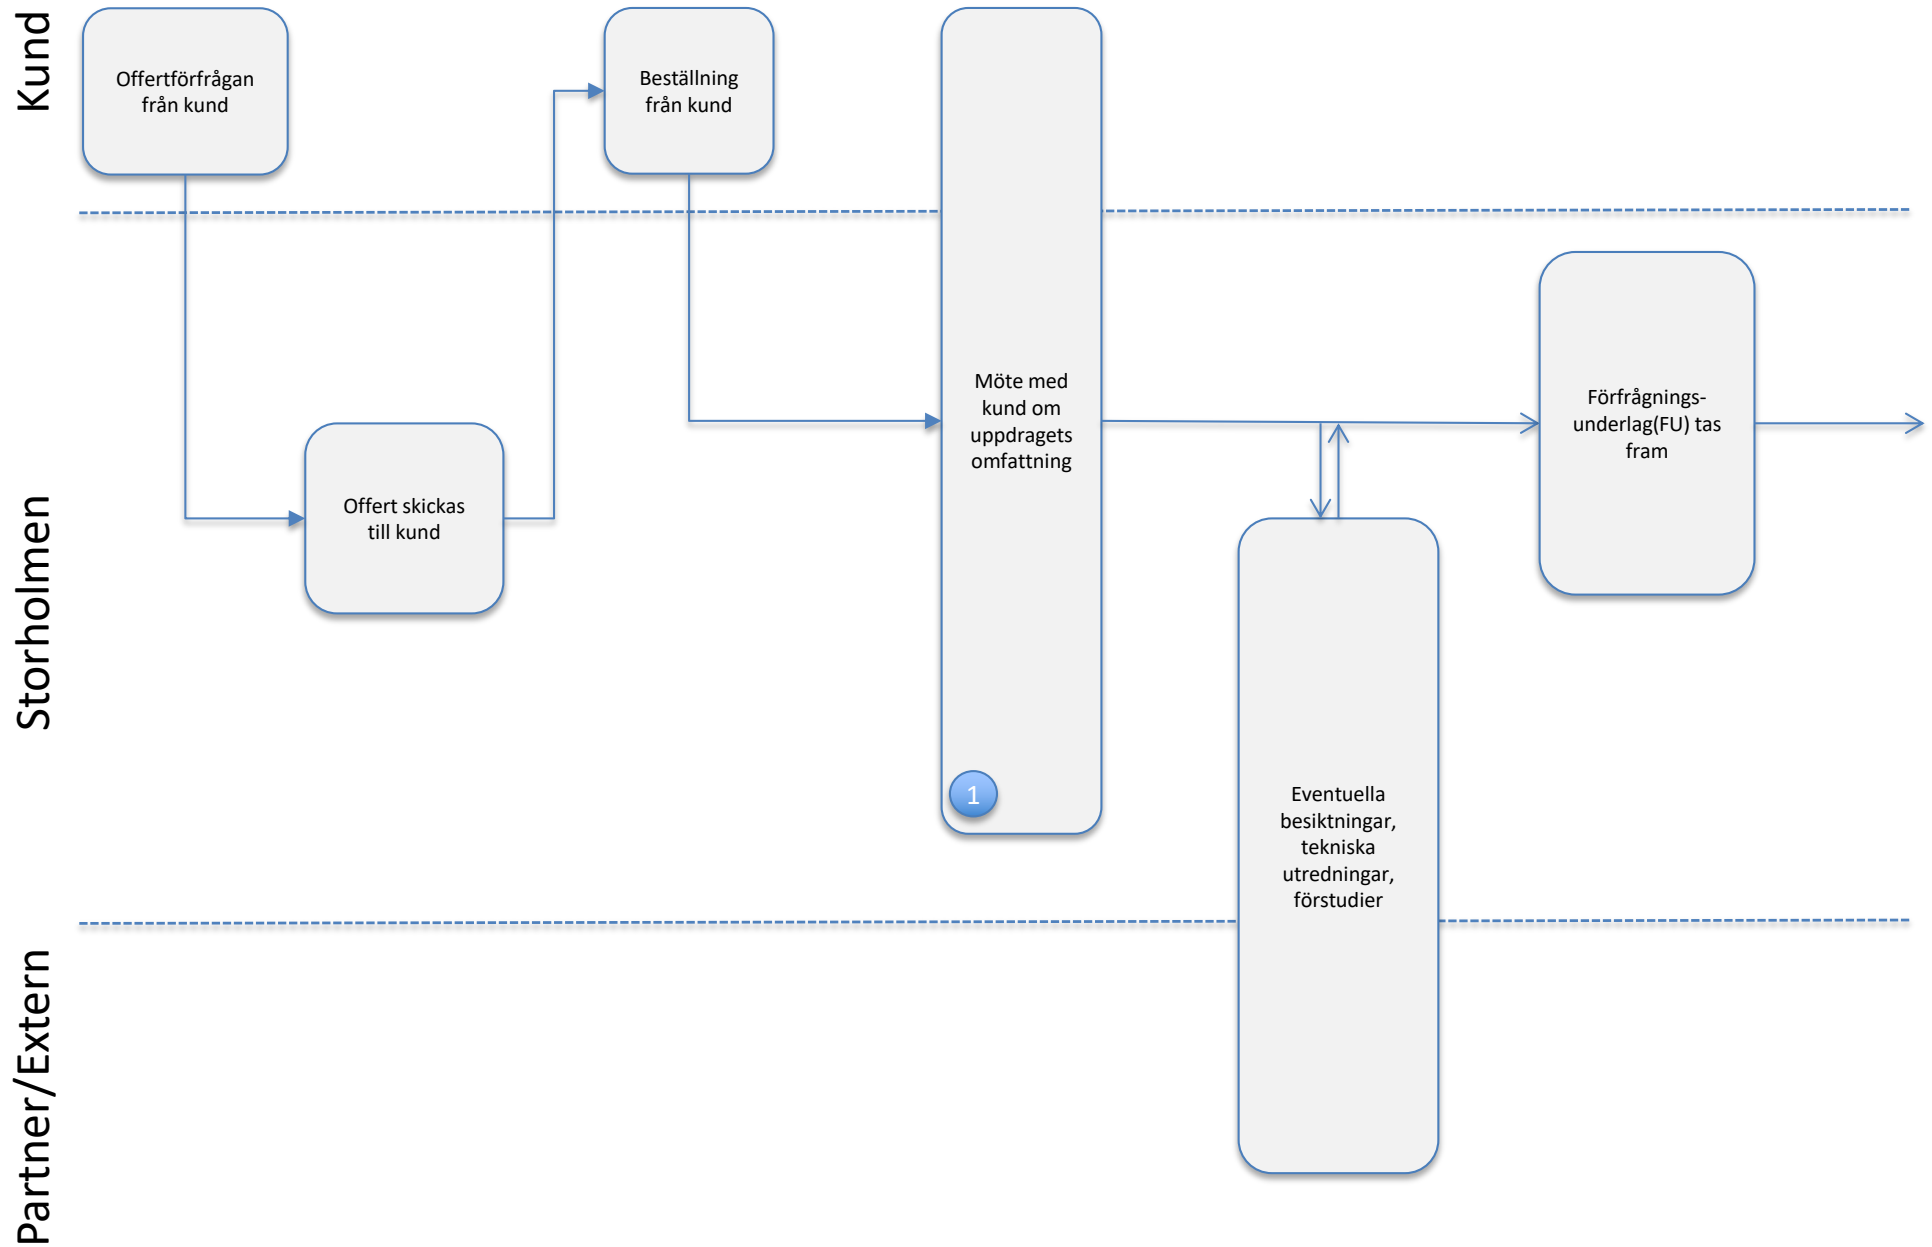 Kund
Offertförfrågan
från kund
Beställning
från kund
Storholmen
Offert skickas
till kund
Möte med
kund om
uppdragets
omfattning
1
Förfrågnings-
underlag(FU) tas
fram
Eventuella
besiktningar,
tekniska
utredningar,
förstudier
Partner/Extern